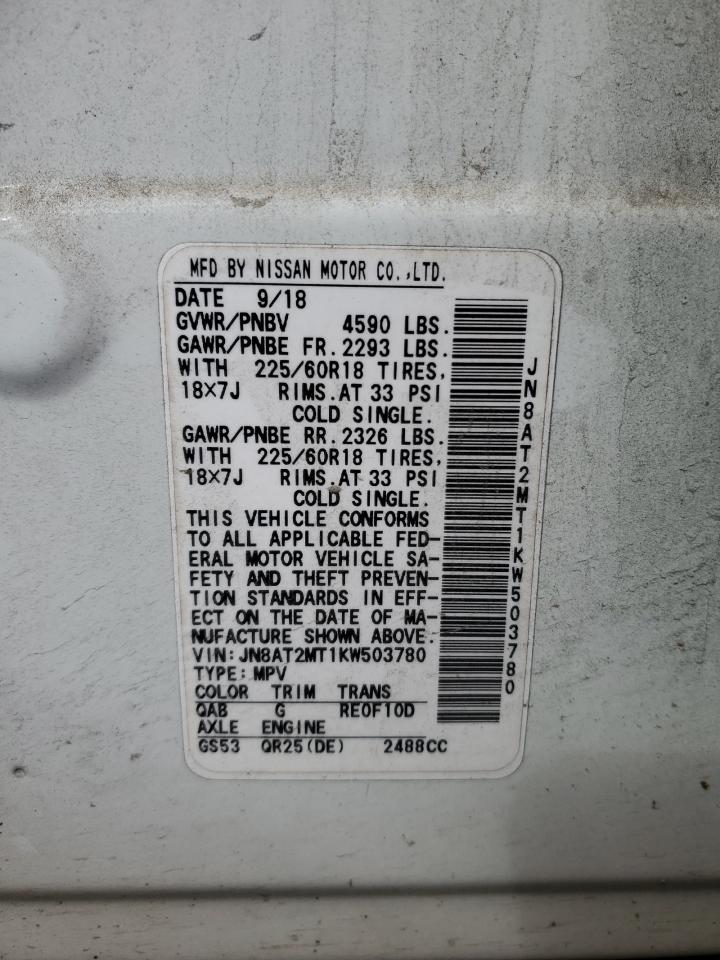 MFD BY NISSAN MOTOR CO.,LTD.
DATE 9/18
GVWR/PNBV 4590 LBS.
GAWR/PNBE FR.2293 LBS.
WITH 225/60R18 TIRES,
18×7J RIMS.AT 33 PSI
COLD SINGLE.
GAWR/PNBE RR.2326 LBS.
WITH 225/60R18 TIRES,
18×7J RIMS.AT 33 PSI
COLD SINGLE.
THIS VEHICLE CONFORMS
TO ALL APPLICABLE FED-
ERAL MOTOR VEHICLE SA-
FETY AND THEFT PREVEN-
TION STANDARDS IN EFF-
ECT ON THE DATE OF MA-
NUFACTURE SHOWN ABOVE.
VIN:JN8AT2MT1KW503780
TYPE:MPV
COLOR TRIM TRANS
QAB G RE0F10D
AXLE ENGINE
GS53 QR25(DE) 2488CC
JN8AT2MT1KW503780